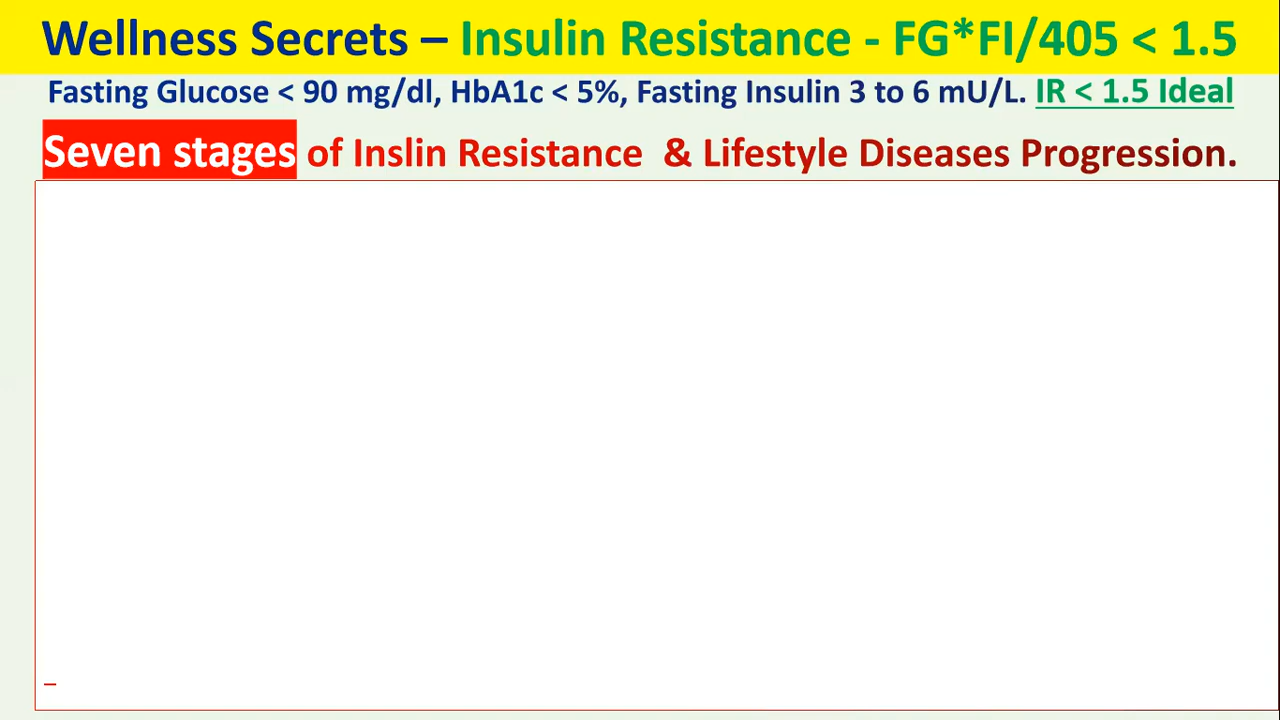 Wellness Secrets – Insulin Resistance - FG*FI/405 < 1.5
Fasting Glucose < 90 mg/dl, HbA1c < 5%, Fasting Insulin 3 to 6 mU/L. IR < 1.5 Ideal
Seven stages of Inslin Resistance & Lifestyle Diseases Progression.
–